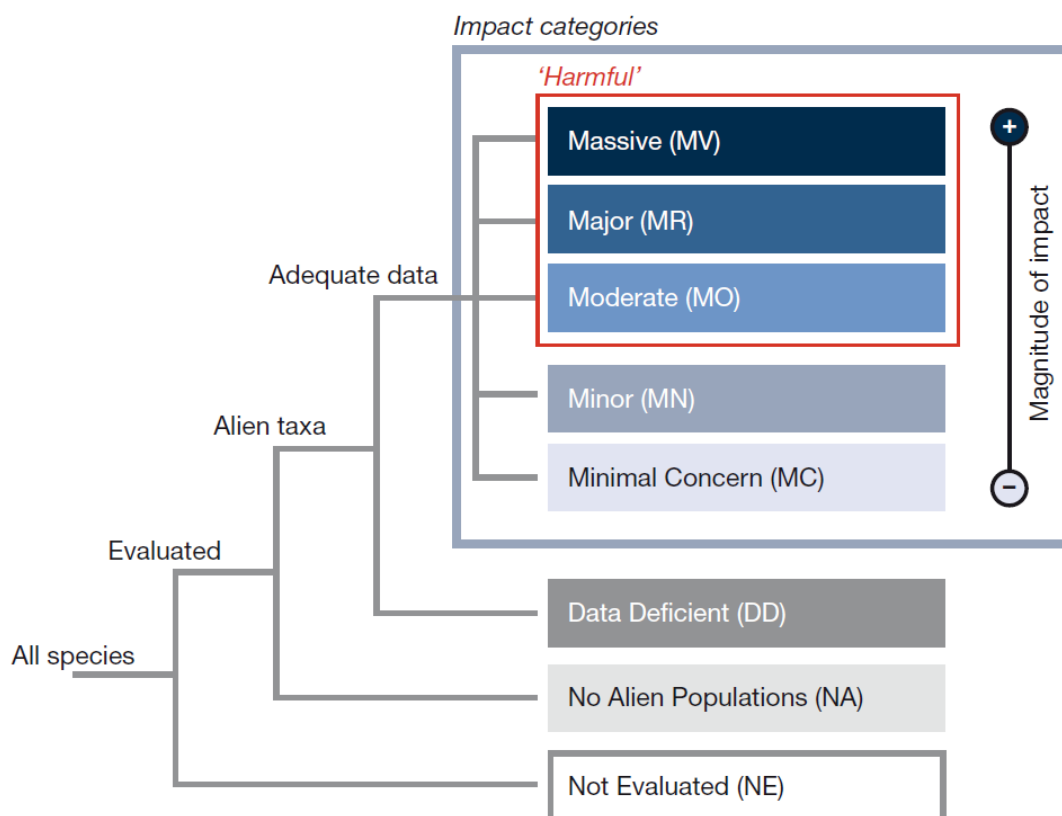 Impact categories
‘Harmful’
Massive (MV)
+
Major (MR)
Adequate data
Moderate (MO)
Magnitude of impact
Minor (MN)
Alien taxa
Minimal Concern (MC)
−
Evaluated
Data Deficient (DD)
All species
No Alien Populations (NA)
Not Evaluated (NE)